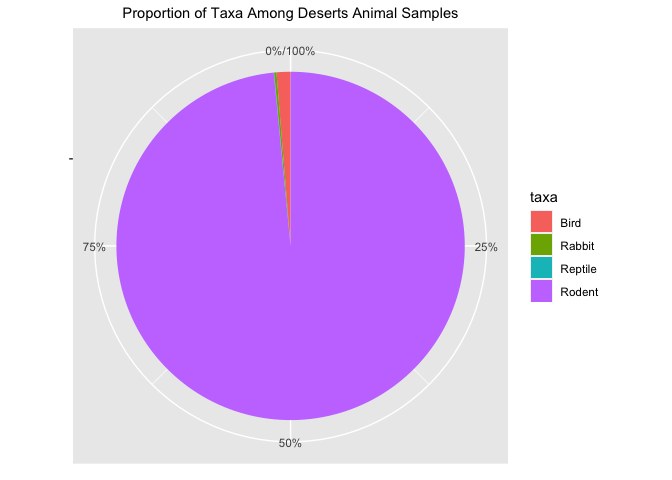 Proportion of Taxa Among Deserts Animal Samples
0%/100%
75%
25%
50%
taxa
Bird
Rabbit
Reptile
Rodent